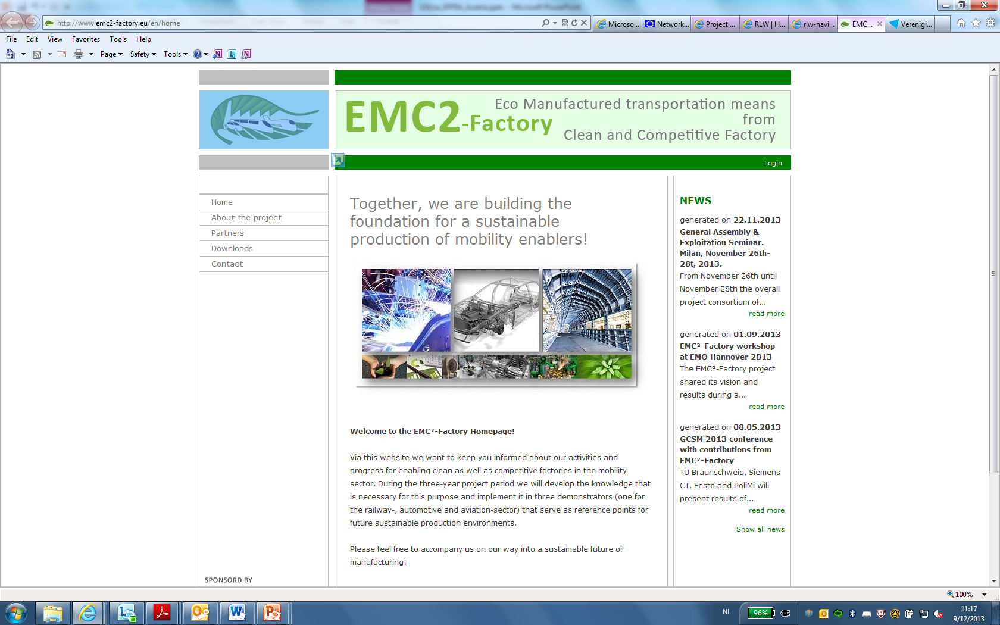 http://www.emc2-factory.eu/en/home
Microso...
Network...
Project ...
RLW | H...
rlw-navi...
EMC...
Verenigi...
File Edit View Favorites Tools Help
Page Safety Tools
EMC2-Factory
Eco Manufactured transportation means
from
Clean and Competitive Factory
Login
Home
About the project
Partners
Downloads
Contact
SPONSORD BY
Together, we are building the
foundation for a sustainable
production of mobility enablers!
Welcome to the EMC²-Factory Homepage!
Via this website we want to keep you informed about our activities and
progress for enabling clean as well as competitive factories in the mobility
sector. During the three-year project period we will develop the knowledge that
is necessary for this purpose and implement it in three demonstrators (one for
the railway-, automotive and aviation-sector) that serve as reference points for
future sustainable production environments.
Please feel free to accompany us on our way into a sustainable future of
manufacturing!
NEWS
generated on 22.11.2013
General Assembly &
Exploitation Seminar.
Milan, November 26th-
28t, 2013.
From November 26th until
November 28th the overall
project consortium of...
read more
generated on 01.09.2013
EMC²-Factory workshop
at EMO Hannover 2013
The EMC²-Factory project
shared its vision and
results during a...
read more
generated on 08.05.2013
GCSM 2013 conference
with contributions from
EMC²-Factory
TU Braunschweig, Siemens
CT, Festo and PoliMi will
present results of...
read more
Show all news
100%
NL
96%
11:17
9/12/2013